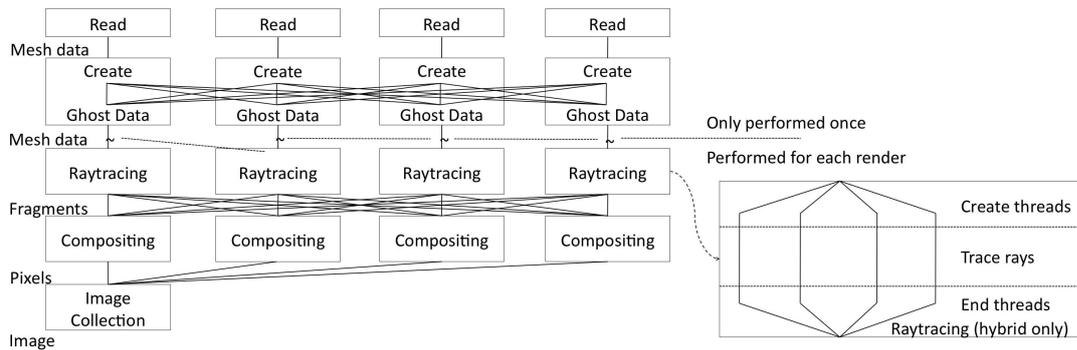 Read Read Read Read
Mesh data
Create Create Create Create
Ghost Data Ghost Data Ghost Data Ghost Data
Mesh data ~ ~ ~ ~
Only performed once
Performed for each render
Raytracing Raytracing Raytracing Raytracing
Fragments
Compositing Compositing Compositing Compositing
Pixels
Image
Collection
Image
Create threads
Trace rays
End threads
Raytracing (hybrid only)